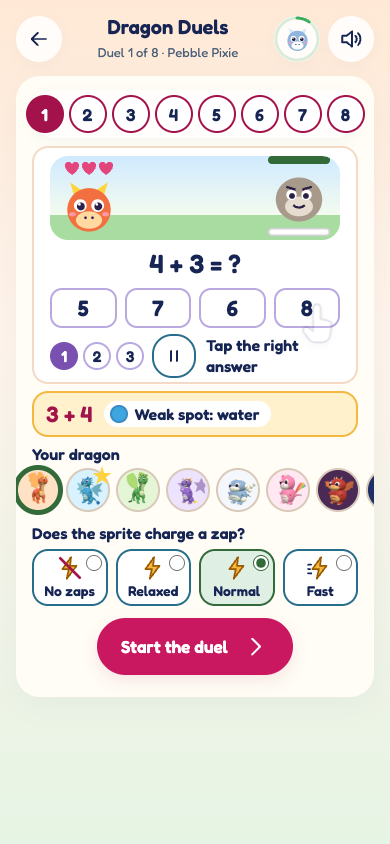 Dragon Duels
Duel 1 of 8 · Pebble Pixie
1 2 3 4 5 6 7 8
4 + 3 = ?
5 7 6 8
1 2 3
Tap the right
answer
3 + 4
Weak spot: water
Your dragon
Does the sprite charge a zap?
No zaps
Relaxed
Normal
Fast
Start the duel